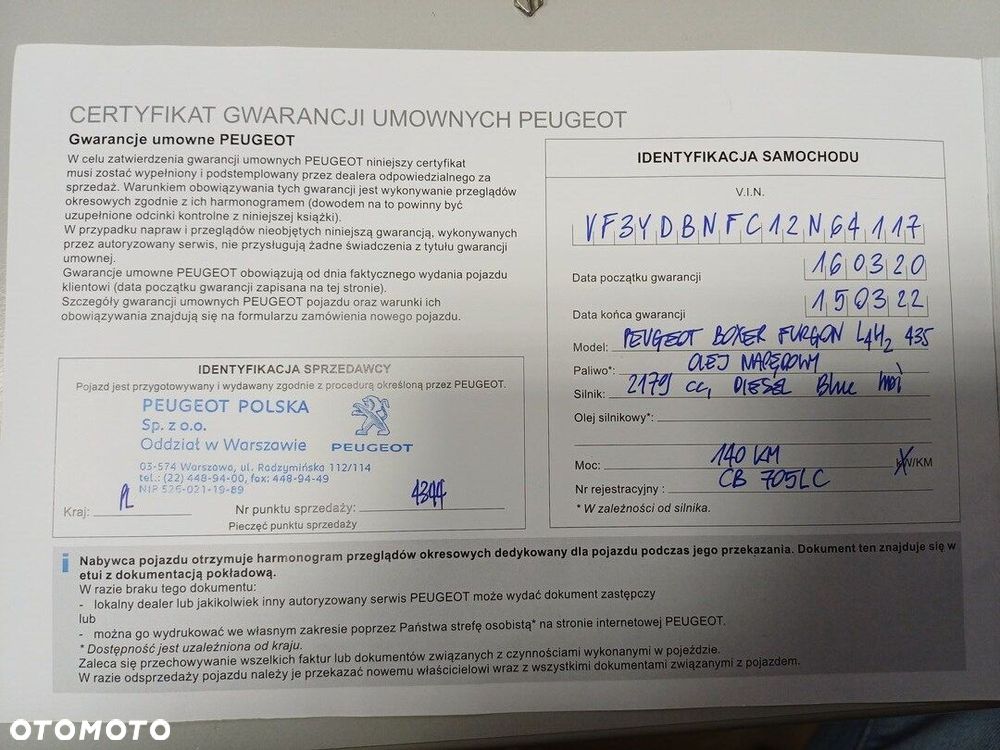 CERTYFIKAT GWARANCJI UMOWNYCH PEUGEOT
Gwarancje umowne PEUGEOT
W celu zatwierdzenia gwarancji umownych PEUGEOT niniejszy certyfikat
musi zostać wypełniony i podstemplowany przez dealera odpowiedzialnego za
sprzedaż. Warunkiem obowiązywania tych gwarancji jest wykonywanie przeglądów
okresowych zgodnie z ich harmonogramem (dowodem na to powinny być
uzupełnione odcinki kontrolne z niniejszej książki).
W przypadku napraw i przeglądów nieobjętych niniejszą gwarancją, wykonywanych
przez autoryzowany serwis, nie przysługują żadne świadczenia z tytułu gwarancji
umownej.
Gwarancje umowne PEUGEOT obowiązują od dnia faktycznego wydania pojazdu
klientowi (data początku gwarancji zapisana na tej stronie).
Szczegóły gwarancji umownych PEUGEOT pojazdu oraz warunki ich
obowiązywania znajdują się na formularzu zamówienia nowego pojazdu.
IDENTYFIKACJA SPRZEDAWCY
Pojazd jest przygotowywany i wydawany zgodnie z procedurą określoną przez PEUGEOT.
PEUGEOT POLSKA
Sp. z o.o.
Oddział w Warszawie
PEUGEOT
03-574 Warszawa, ul. Radzymińska 112/114
tel.: (22) 448-94-00, fax: 448-94-49
NIP 526-021-19-89
Kraj: PL Nr punktu sprzedaży: 4344
Pieczęć punktu sprzedaży
IDENTYFIKACJA SAMOCHODU
V.I.N.
VF3YDBNFC12N64117
Data początku gwarancji 160320
Data końca gwarancji 150322
Model: PEUGEOT BOXER FURGON L4H2 435
Paliwo*: OLEJ NAPĘDOWY
Silnik: 2179 cc, DIESEL Blue hdi
Olej silnikowy*:
Moc: 140 KM kW/KM
Nr rejestracyjny : CB 705LC
* W zależności od silnika.
i Nabywca pojazdu otrzymuje harmonogram przeglądów okresowych dedykowany dla pojazdu podczas jego przekazania. Dokument ten znajduje się w
etui z dokumentacją pokładową.
W razie braku tego dokumentu:
- lokalny dealer lub jakikolwiek inny autoryzowany serwis PEUGEOT może wydać dokument zastępczy
lub
- można go wydrukować we własnym zakresie poprzez Państwa strefę osobistą* na stronie internetowej PEUGEOT.
* Dostępność jest uzależniona od kraju.
Zaleca się przechowywanie wszelkich faktur lub dokumentów związanych z czynnościami wykonanymi w pojeździe.
W razie odsprzedaży pojazdu należy je przekazać nowemu właścicielowi wraz z wszystkimi dokumentami związanymi z pojazdem.
OTOMOTO